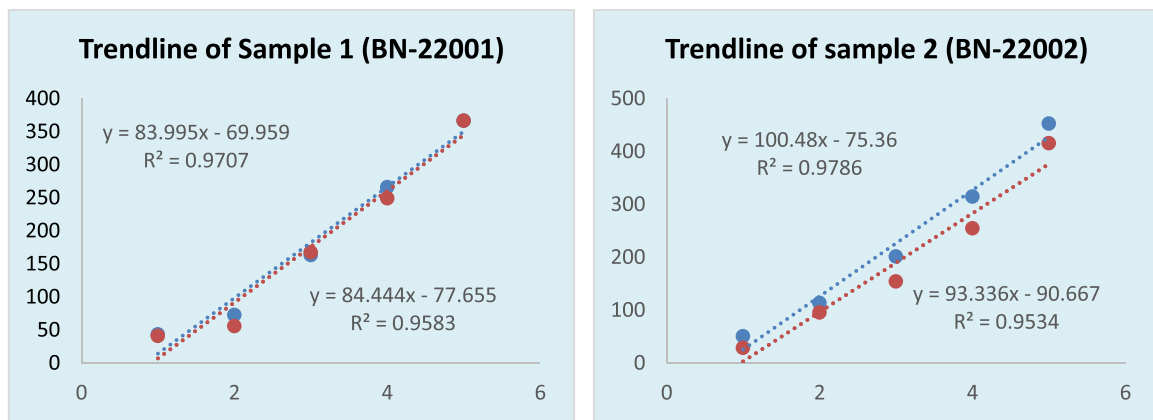 Trendline of Sample 1 (BN-22001)
400
350
300
250
200
150
100
50
0
y = 83.995x - 69.959
R² = 0.9707
y = 84.444x - 77.655
R² = 0.9583
0 2 4 6
Trendline of sample 2 (BN-22002)
500
400
300
200
100
0
y = 100.48x - 75.36
R² = 0.9786
y = 93.336x - 90.667
R² = 0.9534
0 2 4 6